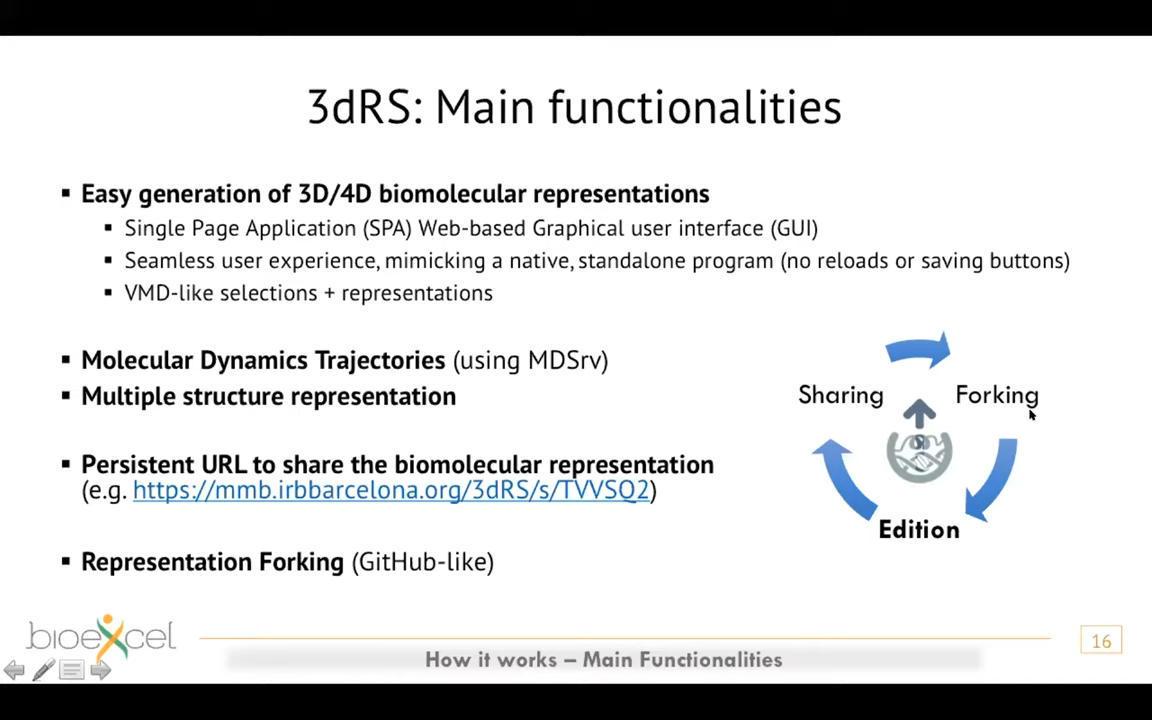 3dRS: Main functionalities
▪ Easy generation of 3D/4D biomolecular representations
▪ Single Page Application (SPA) Web-based Graphical user interface (GUI)
▪ Seamless user experience, mimicking a native, standalone program (no reloads or saving buttons)
▪ VMD-like selections + representations
▪ Molecular Dynamics Trajectories (using MDSrv)
▪ Multiple structure representation
▪ Persistent URL to share the biomolecular representation
(e.g. https://mmb.irbbarcelona.org/3dRS/s/TVVSQ2)
▪ Representation Forking (GitHub-like)
Sharing Forking
Edition
bioexcel
How it works – Main Functionalities
16